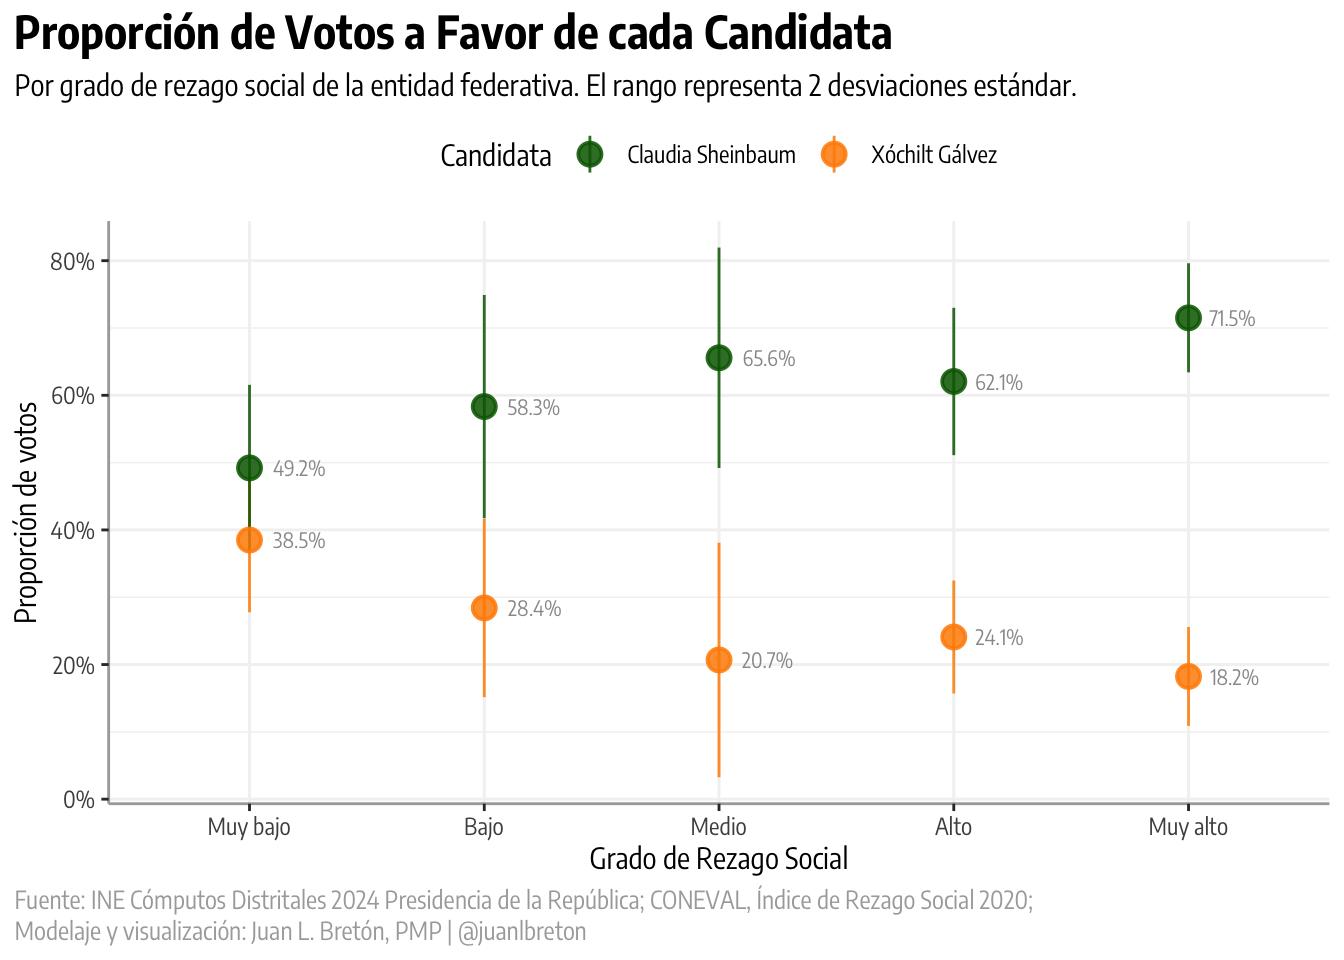 Proporción de Votos a Favor de cada Candidata
Por grado de rezago social de la entidad federativa. El rango representa 2 desviaciones estándar.
Candidata Claudia Sheinbaum Xóchilt Gálvez
Proporción de votos
80%
60%
40%
20%
0%
49.2%
38.5%
58.3%
28.4%
65.6%
20.7%
62.1%
24.1%
71.5%
18.2%
Muy bajo Bajo Medio Alto Muy alto
Grado de Rezago Social
Fuente: INE Cómputos Distritales 2024 Presidencia de la República; CONEVAL, Índice de Rezago Social 2020;
Modelaje y visualización: Juan L. Bretón, PMP | @juanlbreton